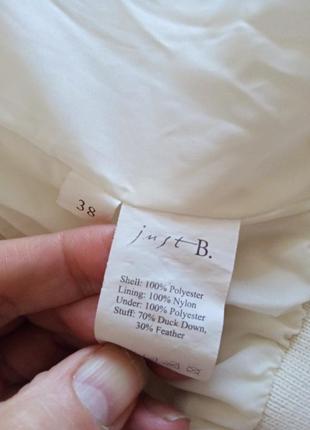 38
just B.
Shell: 100% Polyester
Lining: 100% Nylon
Under: 100% Polyester
Stuff: 70% Duck Down,
30% Feather